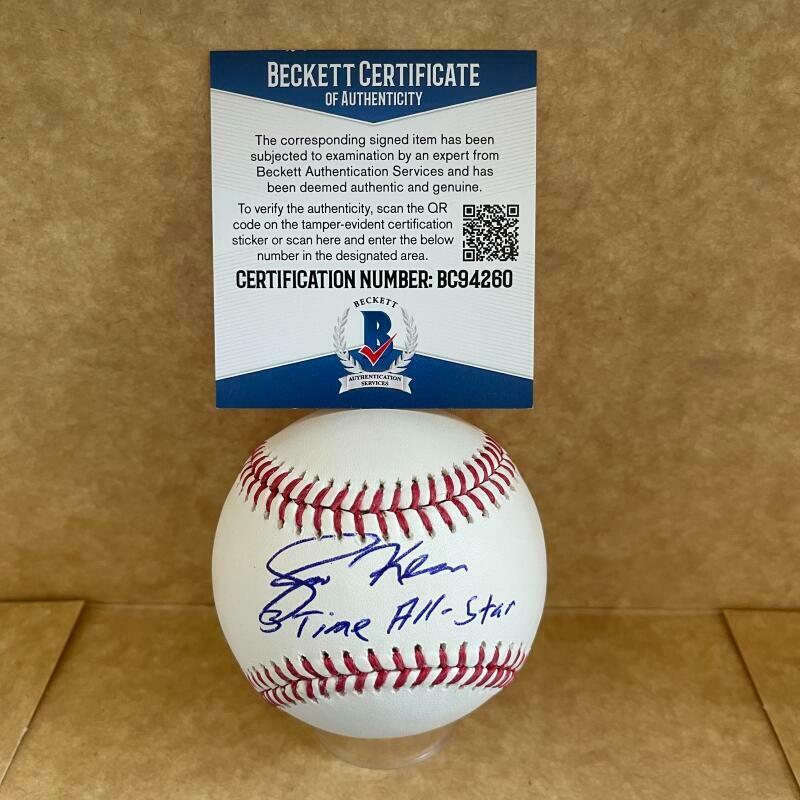 BECKETT CERTIFICATE
OF AUTHENTICITY
The corresponding signed item has been
subjected to examination by an expert from
Beckett Authentication Services and has
been deemed authentic and genuine.
To verify the authenticity, scan the QR
code on the tamper-evident certification
sticker or scan here and enter the below
number in the designated area.
CERTIFICATION NUMBER: BC94260
BECKETT
B
AUTHENTICATION
SERVICES
3 Time All-Star